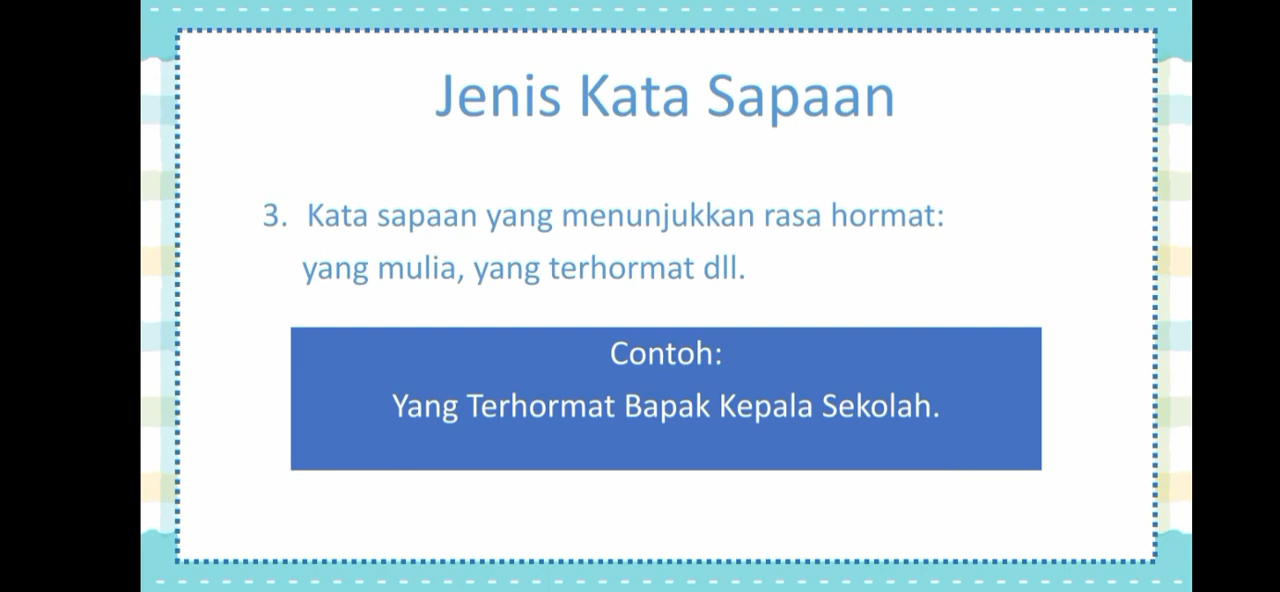 Jenis Kata Sapaan
3. Kata sapaan yang menunjukkan rasa hormat:
yang mulia, yang terhormat dll.
Contoh:
Yang Terhormat Bapak Kepala Sekolah.